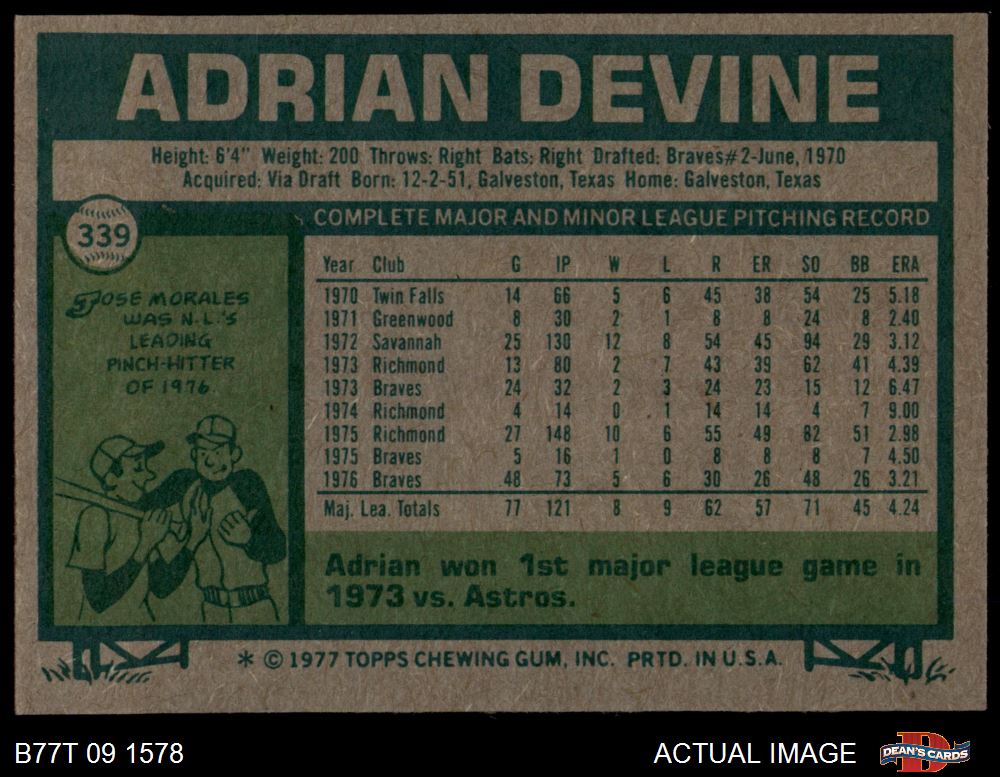 ADRIAN DEVINE
Height: 6'4" Weight: 200 Throws: Right Bats: Right Drafted: Braves#2-June, 1970
Acquired: Via Draft Born: 12-2-51, Galveston, Texas Home: Galveston, Texas
339
COMPLETE MAJOR AND MINOR LEAGUE PITCHING RECORD
JOSE MORALES
WAS N.L.'S
LEADING
PINCH-HITTER
OF 1976
Year Club G IP W L R ER SO BB ERA
1970 Twin Falls 14 66 5 6 45 38 54 25 5.18
1971 Greenwood 8 30 2 1 8 8 24 8 2.40
1972 Savannah 25 130 12 8 54 45 94 29 3.12
1973 Richmond 13 80 2 7 43 39 62 41 4.39
1973 Braves 24 32 2 3 24 23 15 12 6.47
1974 Richmond 4 14 0 1 14 14 4 7 9.00
1975 Richmond 27 148 10 6 55 49 82 51 2.98
1975 Braves 5 16 1 0 8 8 8 7 4.50
1976 Braves 48 73 5 6 30 26 48 26 3.21
Maj. Lea. Totals 77 121 8 9 62 57 71 45 4.24
Adrian won 1st major league game in
1973 vs. Astros.
* © 1977 TOPPS CHEWING GUM, INC. PRTD. IN U.S.A.
B77T 09 1578
ACTUAL IMAGE
DEAN'S CARDS